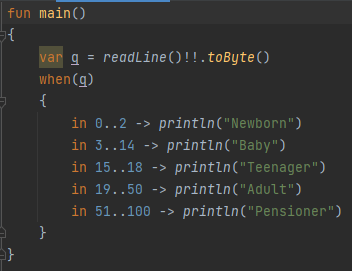 fun main()
{
    var q = readLine()!!.toByte()
    when(q)
    {
        in 0..2 -> println("Newborn")
        in 3..14 -> println("Baby")
        in 15..18 -> println("Teenager")
        in 19..50 -> println("Adult")
        in 51..100 -> println("Pensioner")
    }
}